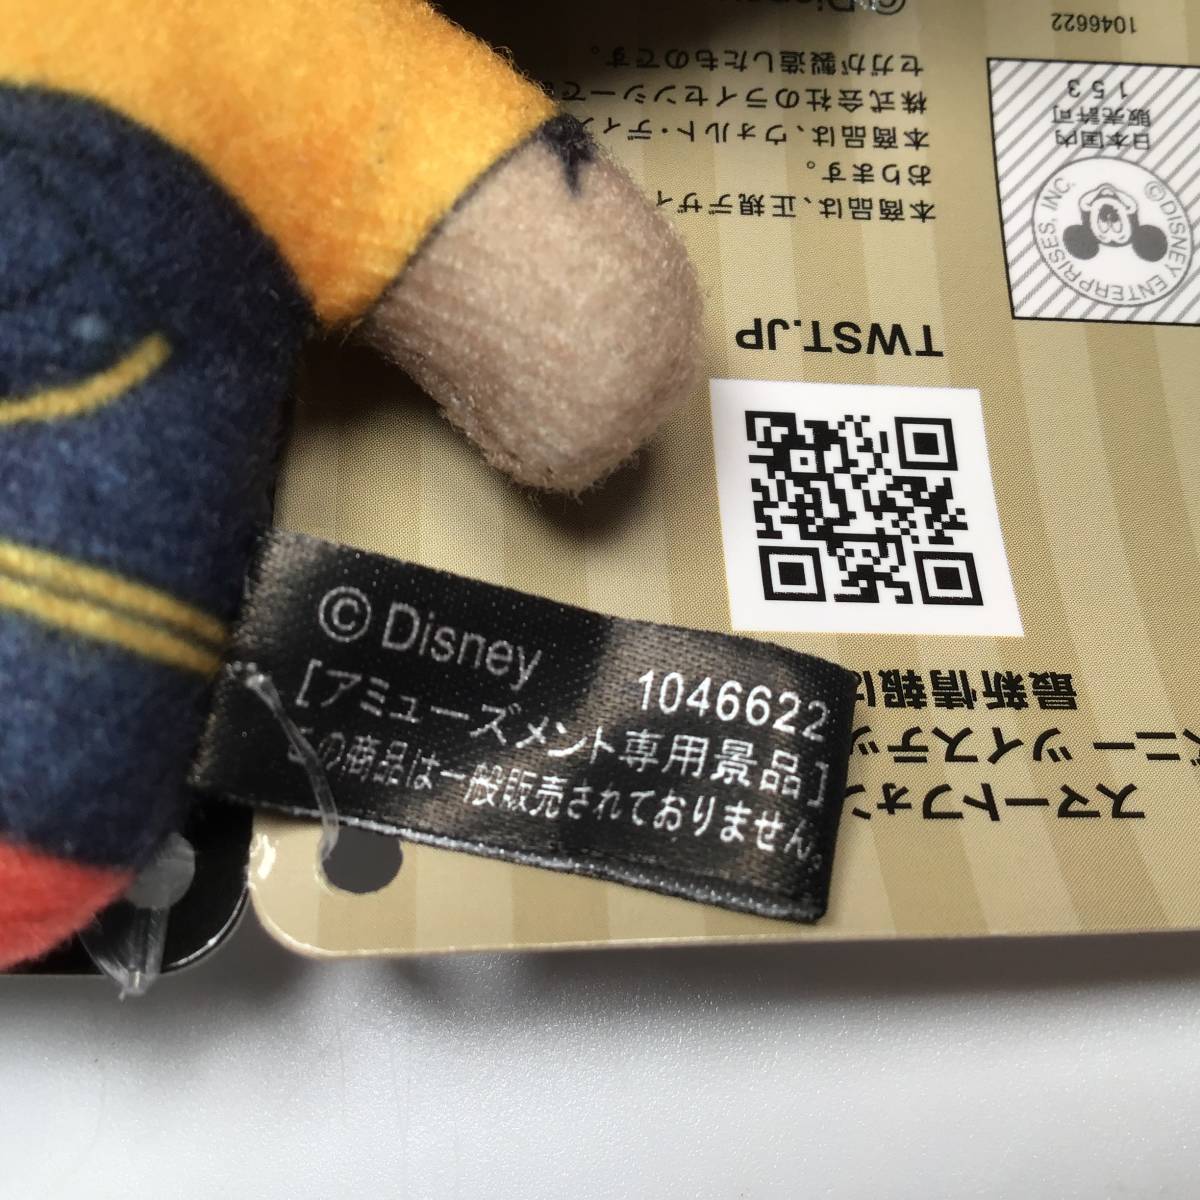 © Disney
1046622
[アミューズメント専用景品]
この商品は一般販売されておりません。
スマートフォン
ズニー ツイステッ
最新情報は
TWST.JP
本商品は、正規デザイ
おります。
本商品は、ウォルト・ディズ
株式会社のライセンシーで
セガが製造したものです。
© Disney
1046622
日本国内
販売許可
153
©DISNEY ENTERPRISES, INC.